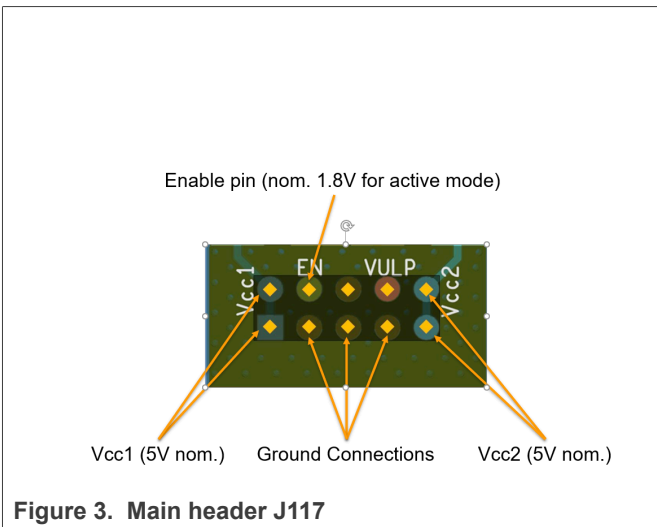 Enable pin (nom. 1.8V for active mode)
Vcc1
EN
VULP
Vcc2
Vcc1 (5V nom.)
Ground Connections
Vcc2 (5V nom.)
Figure 3. Main header J117